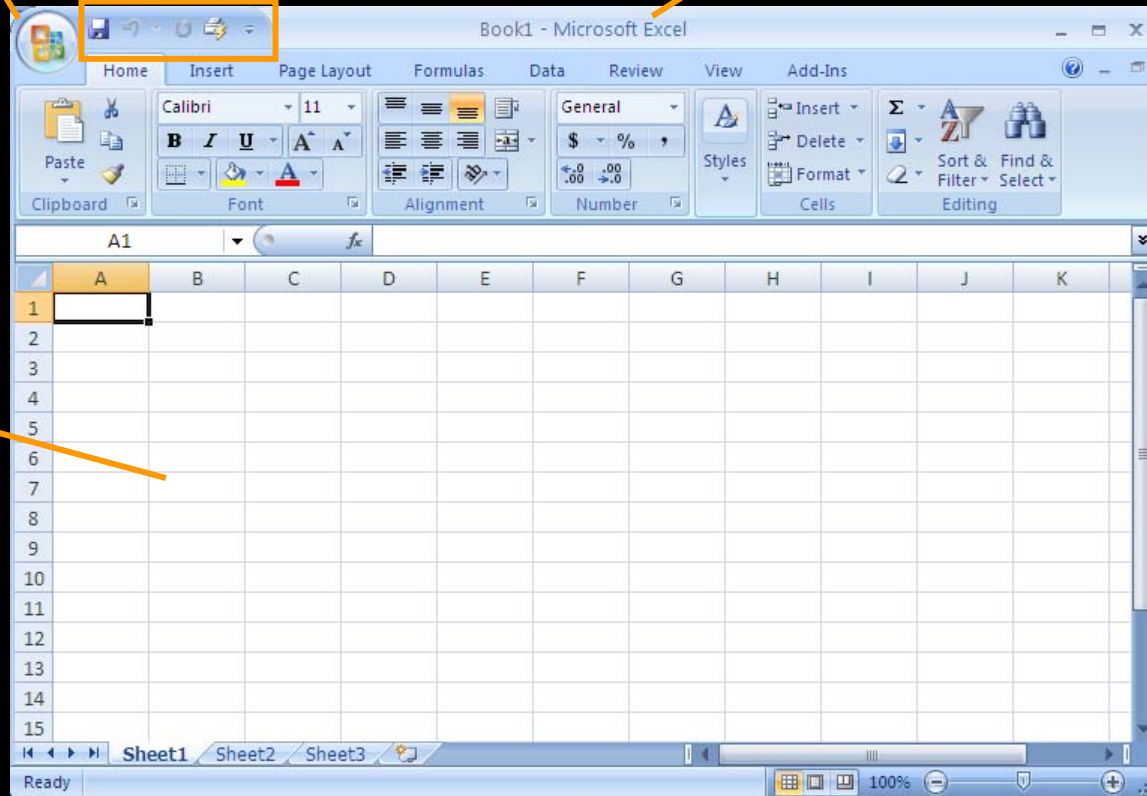 Book1 - Microsoft Excel
Home Insert Page Layout Formulas Data Review View Add-Ins
Calibri 11 General Insert Σ
B I U A A $ % , Delete
Paste A Styles Format Sort & Filter Find & Select
Clipboard Font Alignment Number Cells Editing
A1 fx
A B C D E F G H I J K
1
2
3
4
5
6
7
8
9
10
11
12
13
14
15
Sheet1 Sheet2 Sheet3
Ready 100%